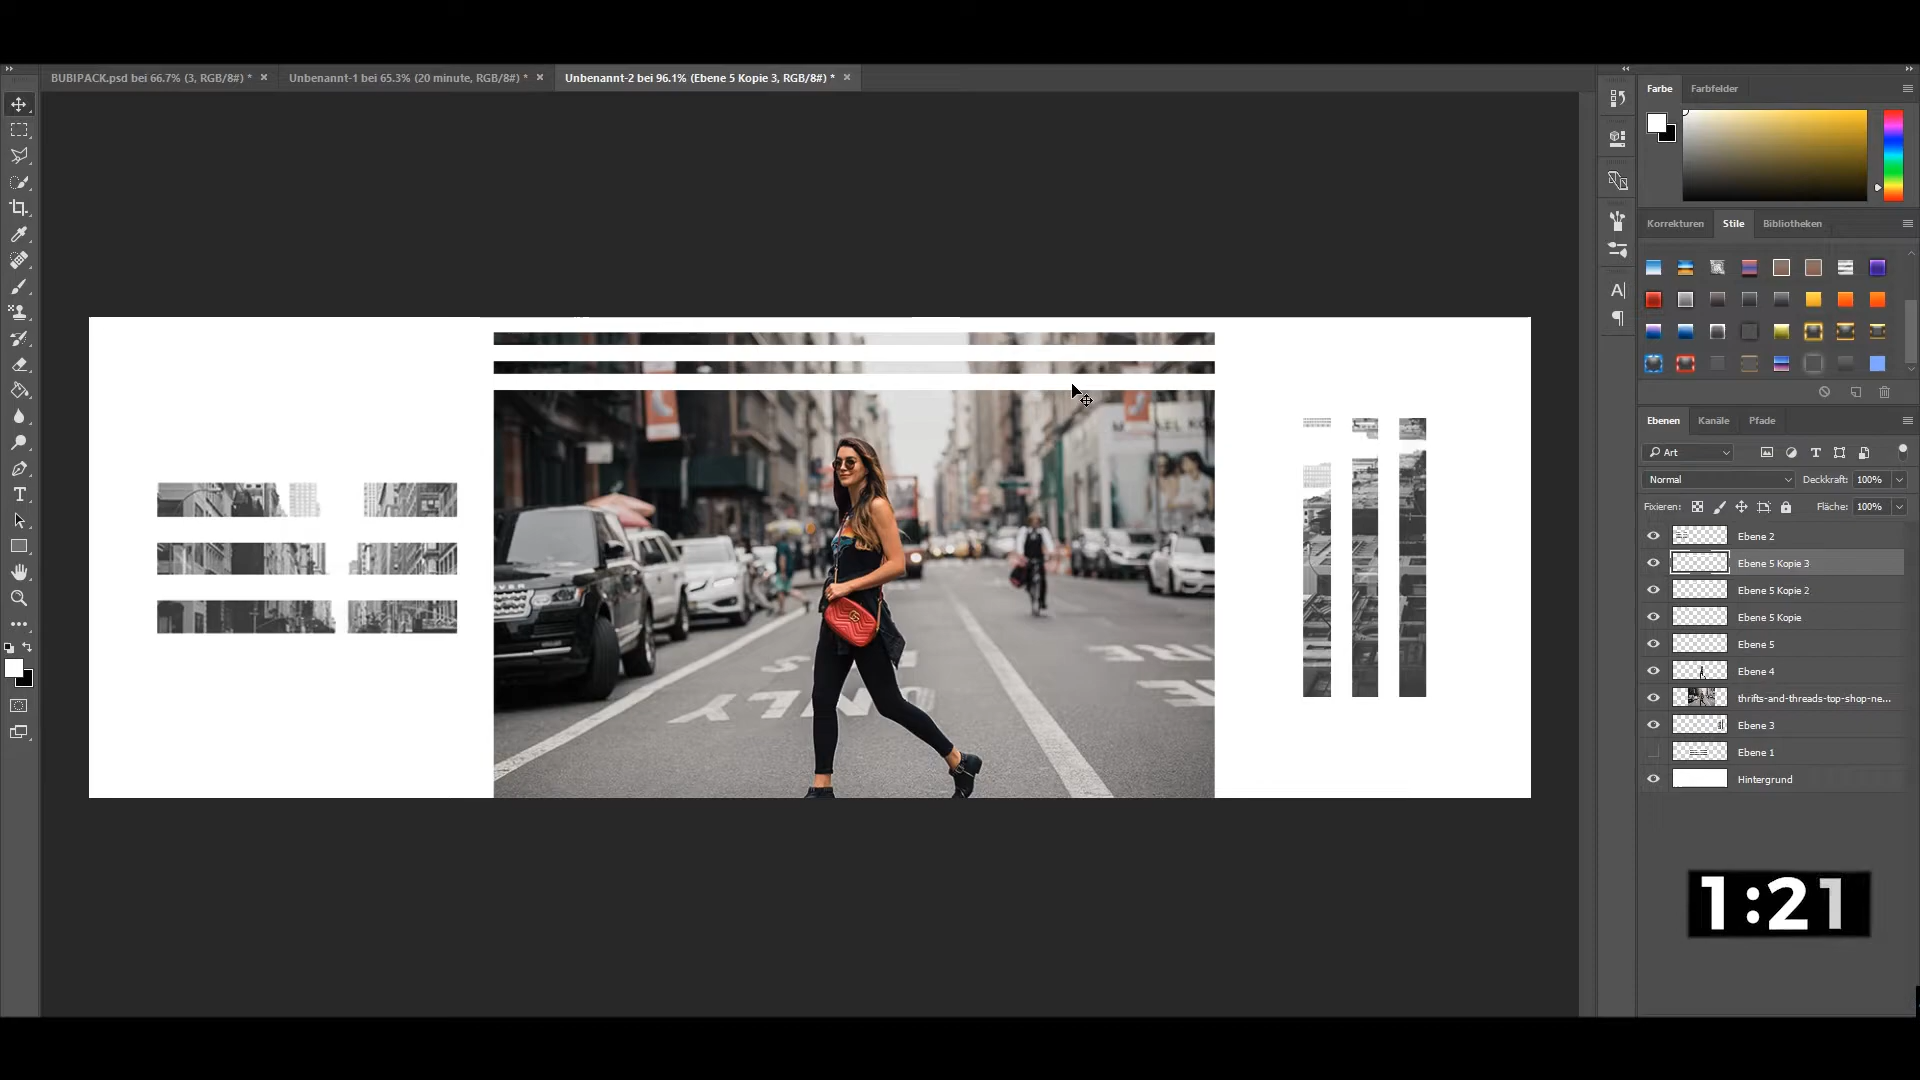 BUBIPACK.psd bei 66.7% (3, RGB/8#) *
Unbenannt-1 bei 65.3% (20 minute, RGB/8#) *
Unbenannt-2 bei 96.1% (Ebene 5 Kopie 3, RGB/8#) *
Farbe
Farbfelder
Korrekturen
Stile
Bibliotheken
Ebenen
Kanäle
Pfade
Art
Normal
Deckkraft: 100%
Fixieren:
Fläche: 100%
Ebene 2
Ebene 5 Kopie 3
Ebene 5 Kopie 2
Ebene 5 Kopie
Ebene 5
Ebene 4
thrifts-and-threads-top-shop-ne...
Ebene 3
Ebene 1
Hintergrund
ONLY
1:21